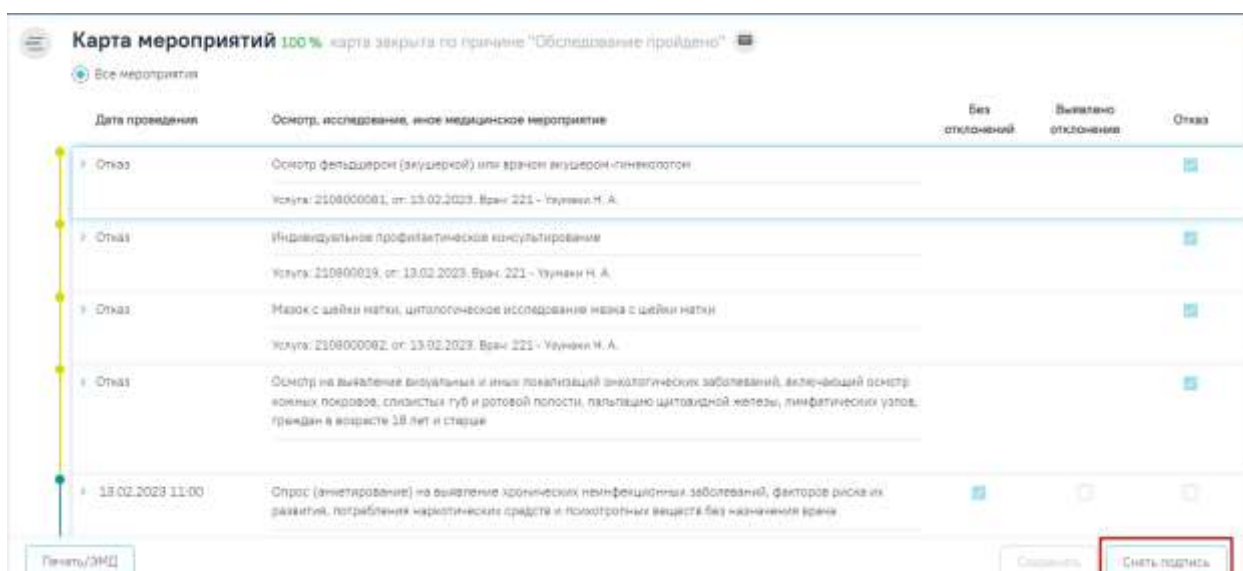 Карта мероприятий 100 % карта закрыта по причине "Обследование пройдено"
Все мероприятия
Дата проведения Осмотр, исследование, иное медицинское мероприятие Без отклонений Выявлено отклонение Отказ
Отказ Осмотр фельдшером (акушеркой) или врачом акушером-гинекологом
Услуга: 2108000081, от: 13.02.2023. Врач: 221 - Н. А.
Отказ Индивидуальное профилактическое консультирование
Услуга: 210800019, от: 13.02.2023. Врач: 221 - Н. А.
Отказ Мазок с шейки матки, цитологическое исследование мазка с шейки матки
Услуга: 2108000082, от: 13.02.2023. Врач: 221 - Н. А.
Отказ Осмотр на выявление визуальных и иных локализаций онкологических заболеваний, включающий осмотр
кожных покровов, слизистых губ и ротовой полости, пальпацию щитовидной железы, лимфатических узлов,
граждан в возрасте 18 лет и старше
13.02.2023 11:00 Опрос (анкетирование) на выявление хронических неинфекционных заболеваний, факторов риска их
развития, потребления наркотических средств и психотропных веществ без назначения врача
Печать/ЭМД Сохранить Снять подпись